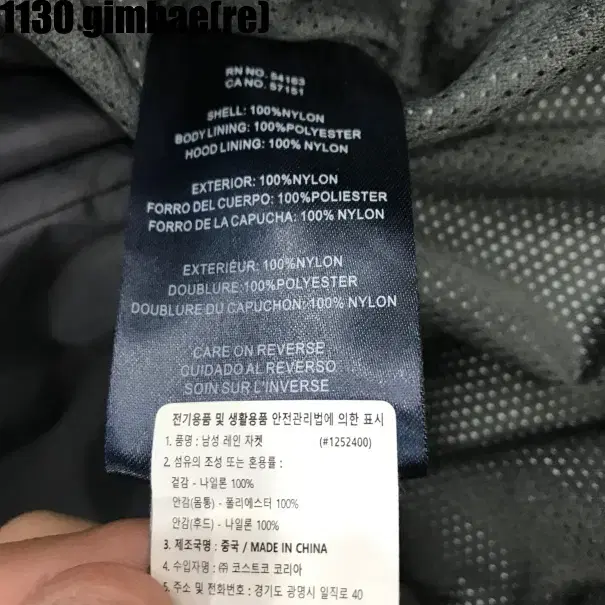 1130 gimbae(re)
RN NO. 54163
CA NO. 57151
SHELL: 100%NYLON
BODY LINING: 100%POLYESTER
HOOD LINING: 100% NYLON
EXTERIOR: 100%NYLON
FORRO DEL CUERPO: 100%POLIESTER
FORRO DE LA CAPUCHA: 100% NYLON
EXTERIEUR: 100%NYLON
DOUBLURE: 100%POLYESTER
DOUBLURE DU CAPUCHON: 100% NYLON
CARE ON REVERSE
CUIDADO AL REVERSO
SOIN SUR L'INVERSE
전기용품 및 생활용품 안전관리법에 의한 표시
1. 품명 : 남성 레인 자켓 (#1252400)
2. 섬유의 조성 또는 혼용률 :
겉감 - 나일론 100%
안감(몸통) - 폴리에스터 100%
안감(후드) - 나일론 100%
3. 제조국명 : 중국 / MADE IN CHINA
4. 수입자명 : ㈜ 코스트코 코리아
5. 주소 및 전화번호 : 경기도 광명시 일직로 40